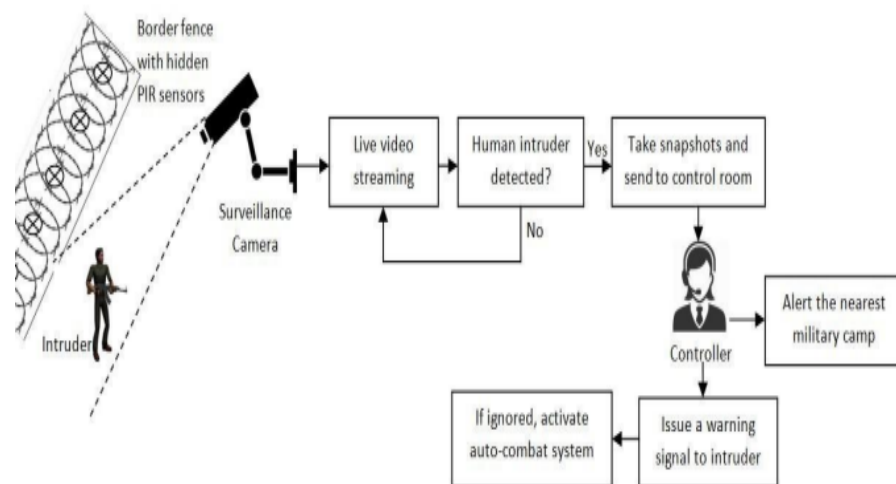 Border fence
with hidden
PIR sensors
Intruder
Surveillance
Camera
Live video
streaming
Human intruder
detected?
Yes
No
Take snapshots and
send to control room
Controller
Alert the nearest
military camp
Issue a warning
signal to intruder
If ignored, activate
auto-combat system